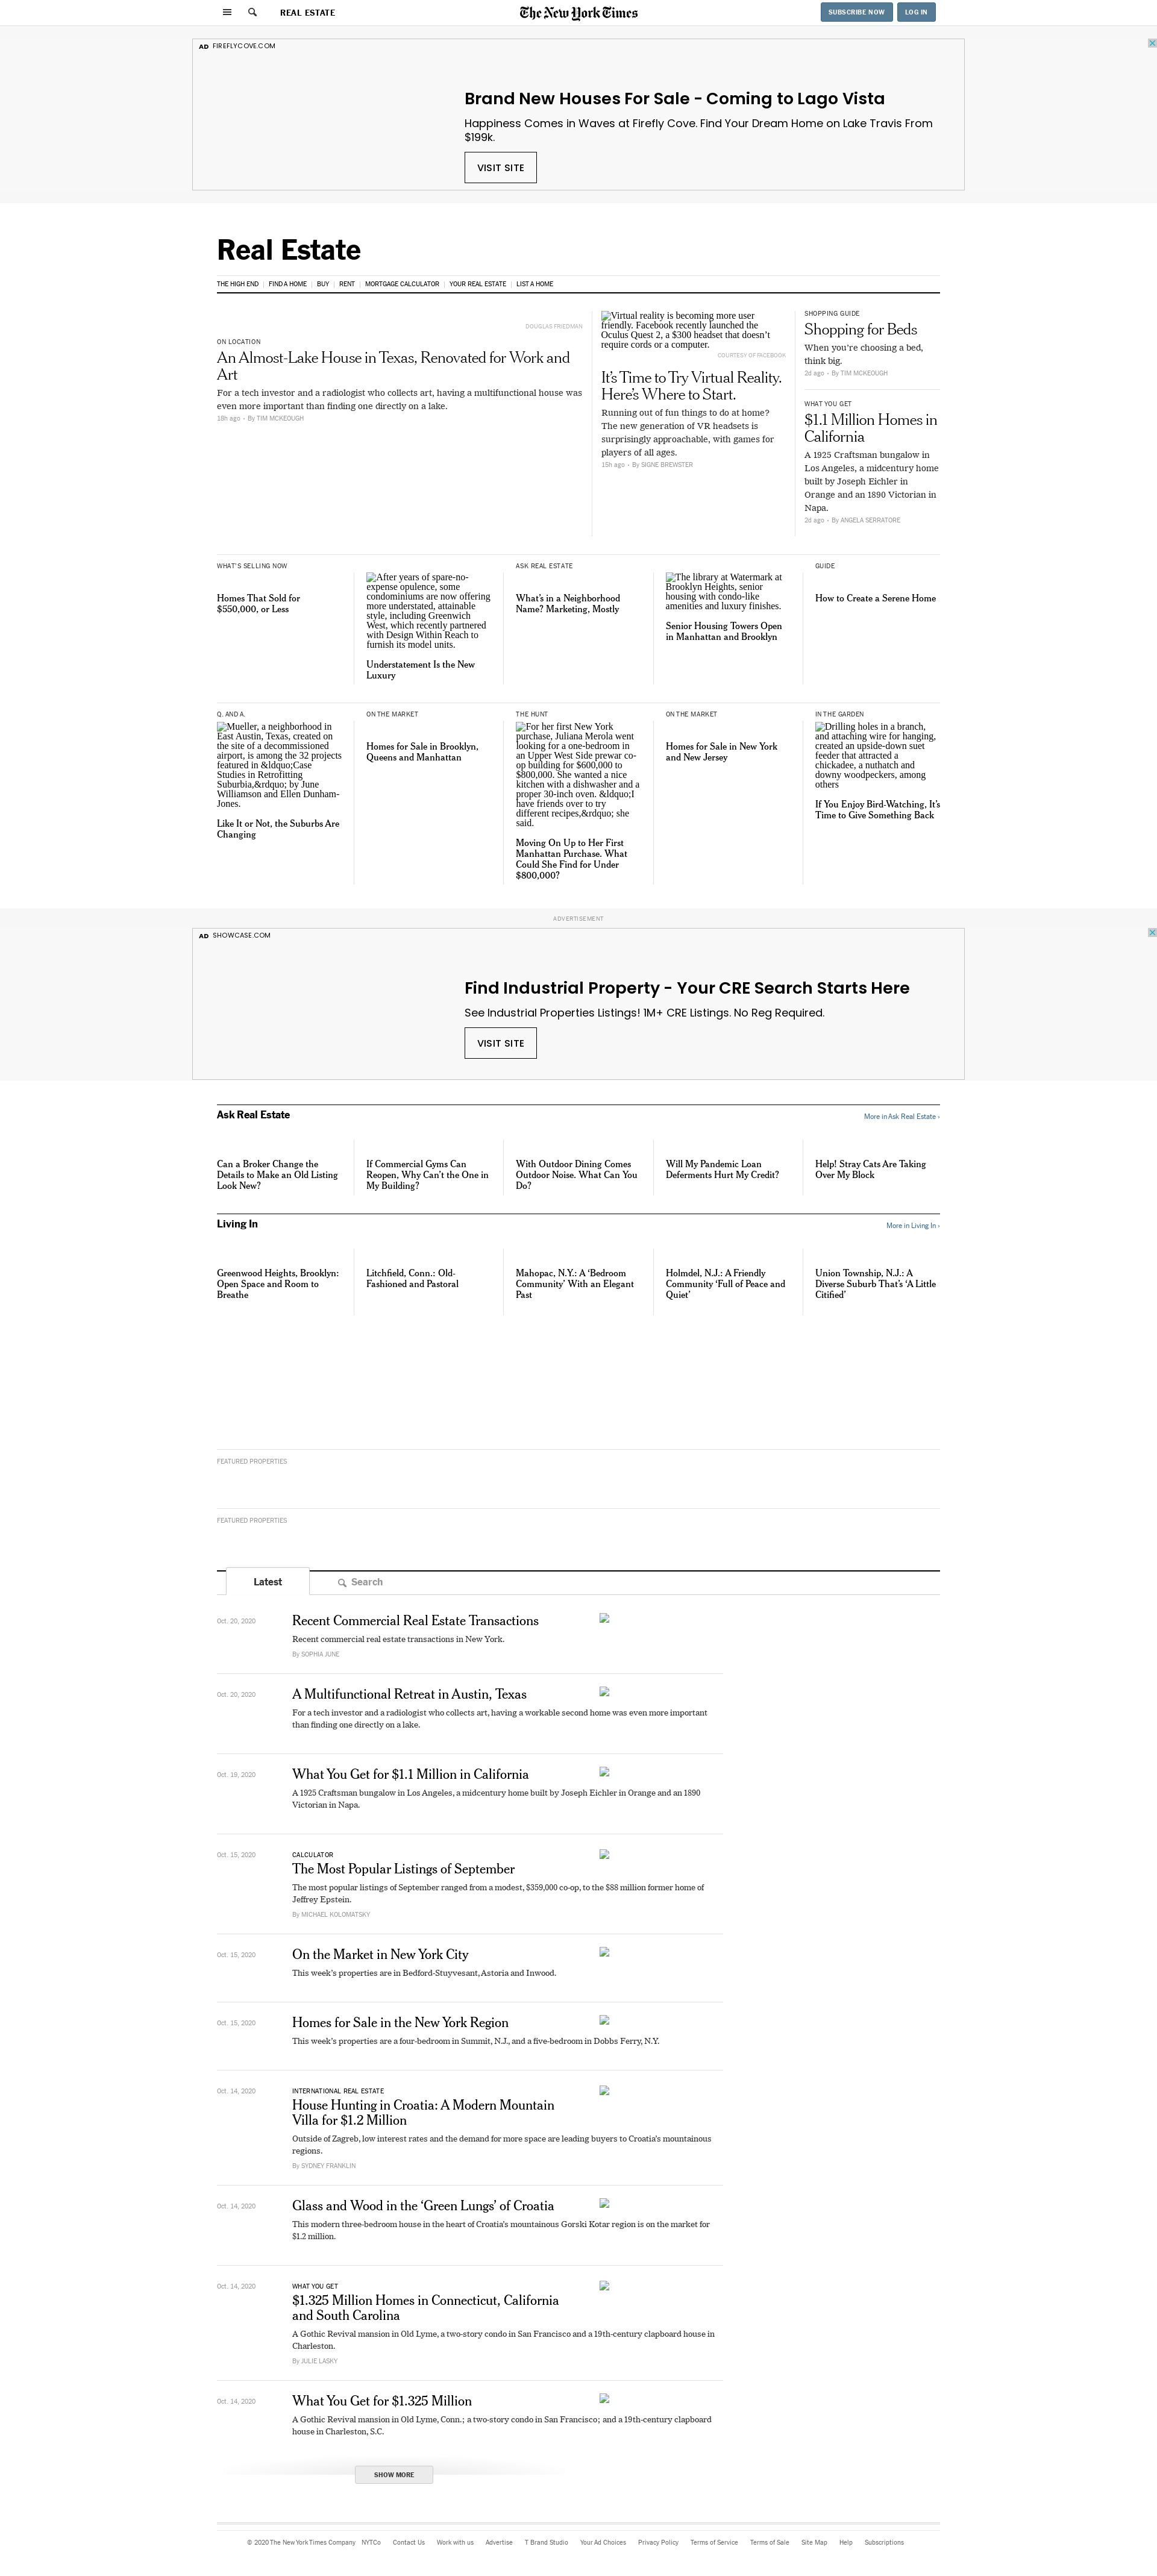 REAL ESTATE
The New York Times
SUBSCRIBE NOW
LOG IN
AD FIREFLYCOVE.COM
Brand New Houses For Sale - Coming to Lago Vista
Happiness Comes in Waves at Firefly Cove. Find Your Dream Home on Lake Travis From
$199k.
VISIT SITE
Real Estate
THE HIGH END | FIND A HOME | BUY | RENT | MORTGAGE CALCULATOR | YOUR REAL ESTATE | LIST A HOME
DOUGLAS FRIEDMAN
ON LOCATION
An Almost-Lake House in Texas, Renovated for Work and
Art
For a tech investor and a radiologist who collects art, having a multifunctional house was
even more important than finding one directly on a lake.
18h ago • By TIM MCKEOUGH
Virtual reality is becoming more user
friendly. Facebook recently launched the
Oculus Quest 2, a $300 headset that doesn’t
require cords or a computer.
COURTESY OF FACEBOOK
It’s Time to Try Virtual Reality.
Here’s Where to Start.
Running out of fun things to do at home?
The new generation of VR headsets is
surprisingly approachable, with games for
players of all ages.
15h ago • By SIGNE BREWSTER
SHOPPING GUIDE
Shopping for Beds
When you’re choosing a bed,
think big.
2d ago • By TIM MCKEOUGH
WHAT YOU GET
$1.1 Million Homes in
California
A 1925 Craftsman bungalow in
Los Angeles, a midcentury home
built by Joseph Eichler in
Orange and an 1890 Victorian in
Napa.
2d ago • By ANGELA SERRATORE
WHAT'S SELLING NOW
Homes That Sold for
$550,000, or Less
After years of spare-no-
expense opulence, some
condominiums are now offering
more understated, attainable
style, including Greenwich
West, which recently partnered
with Design Within Reach to
furnish its model units.
Understatement Is the New
Luxury
ASK REAL ESTATE
What’s in a Neighborhood
Name? Marketing, Mostly
The library at Watermark at
Brooklyn Heights, senior
housing with condo-like
amenities and luxury finishes.
Senior Housing Towers Open
in Manhattan and Brooklyn
GUIDE
How to Create a Serene Home
Q. AND A.
Mueller, a neighborhood in
East Austin, Texas, created on
the site of a decommissioned
airport, is among the 32 projects
featured in &ldquo;Case
Studies in Retrofitting
Suburbia,&rdquo; by June
Williamson and Ellen Dunham-
Jones.
Like It or Not, the Suburbs Are
Changing
ON THE MARKET
Homes for Sale in Brooklyn,
Queens and Manhattan
THE HUNT
For her first New York
purchase, Juliana Merola went
looking for a one-bedroom in
an Upper West Side prewar co-
op building for $600,000 to
$800,000. She wanted a nice
kitchen with a dishwasher and a
proper 30-inch oven. &ldquo;I
have friends over to try
different recipes,&rdquo; she
said.
Moving On Up to Her First
Manhattan Purchase. What
Could She Find for Under
$800,000?
ON THE MARKET
Homes for Sale in New York
and New Jersey
IN THE GARDEN
Drilling holes in a branch,
and attaching wire for hanging,
created an upside-down suet
feeder that attracted a
chickadee, a nuthatch and
downy woodpeckers, among
others
If You Enjoy Bird-Watching, It’s
Time to Give Something Back
ADVERTISEMENT
AD SHOWCASE.COM
Find Industrial Property - Your CRE Search Starts Here
See Industrial Properties Listings! 1M+ CRE Listings. No Reg Required.
VISIT SITE
Ask Real Estate
More in Ask Real Estate ›
Can a Broker Change the
Details to Make an Old Listing
Look New?
If Commercial Gyms Can
Reopen, Why Can’t the One in
My Building?
With Outdoor Dining Comes
Outdoor Noise. What Can You
Do?
Will My Pandemic Loan
Deferments Hurt My Credit?
Help! Stray Cats Are Taking
Over My Block
Living In
More in Living In ›
Greenwood Heights, Brooklyn:
Open Space and Room to
Breathe
Litchfield, Conn.: Old-
Fashioned and Pastoral
Mahopac, N.Y.: A ‘Bedroom
Community’ With an Elegant
Past
Holmdel, N.J.: A Friendly
Community ‘Full of Peace and
Quiet’
Union Township, N.J.: A
Diverse Suburb That’s ‘A Little
Citified’
FEATURED PROPERTIES
FEATURED PROPERTIES
Latest
Search
Oct. 20, 2020
Recent Commercial Real Estate Transactions
Recent commercial real estate transactions in New York.
By SOPHIA JUNE
Oct. 20, 2020
A Multifunctional Retreat in Austin, Texas
For a tech investor and a radiologist who collects art, having a workable second home was even more important
than finding one directly on a lake.
Oct. 19, 2020
What You Get for $1.1 Million in California
A 1925 Craftsman bungalow in Los Angeles, a midcentury home built by Joseph Eichler in Orange and an 1890
Victorian in Napa.
Oct. 15, 2020
CALCULATOR
The Most Popular Listings of September
The most popular listings of September ranged from a modest, $359,000 co-op, to the $88 million former home of
Jeffrey Epstein.
By MICHAEL KOLOMATSKY
Oct. 15, 2020
On the Market in New York City
This week’s properties are in Bedford-Stuyvesant, Astoria and Inwood.
Oct. 15, 2020
Homes for Sale in the New York Region
This week’s properties are a four-bedroom in Summit, N.J., and a five-bedroom in Dobbs Ferry, N.Y.
Oct. 14, 2020
INTERNATIONAL REAL ESTATE
House Hunting in Croatia: A Modern Mountain
Villa for $1.2 Million
Outside of Zagreb, low interest rates and the demand for more space are leading buyers to Croatia’s mountainous
regions.
By SYDNEY FRANKLIN
Oct. 14, 2020
Glass and Wood in the ‘Green Lungs’ of Croatia
This modern three-bedroom house in the heart of Croatia’s mountainous Gorski Kotar region is on the market for
$1.2 million.
Oct. 14, 2020
WHAT YOU GET
$1.325 Million Homes in Connecticut, California
and South Carolina
A Gothic Revival mansion in Old Lyme, a two-story condo in San Francisco and a 19th-century clapboard house in
Charleston.
By JULIE LASKY
Oct. 14, 2020
What You Get for $1.325 Million
A Gothic Revival mansion in Old Lyme, Conn.; a two-story condo in San Francisco; and a 19th-century clapboard
house in Charleston, S.C.
SHOW MORE
© 2020 The New York Times Company NYTCo Contact Us Work with us Advertise T Brand Studio Your Ad Choices Privacy Policy Terms of Service Terms of Sale Site Map Help Subscriptions